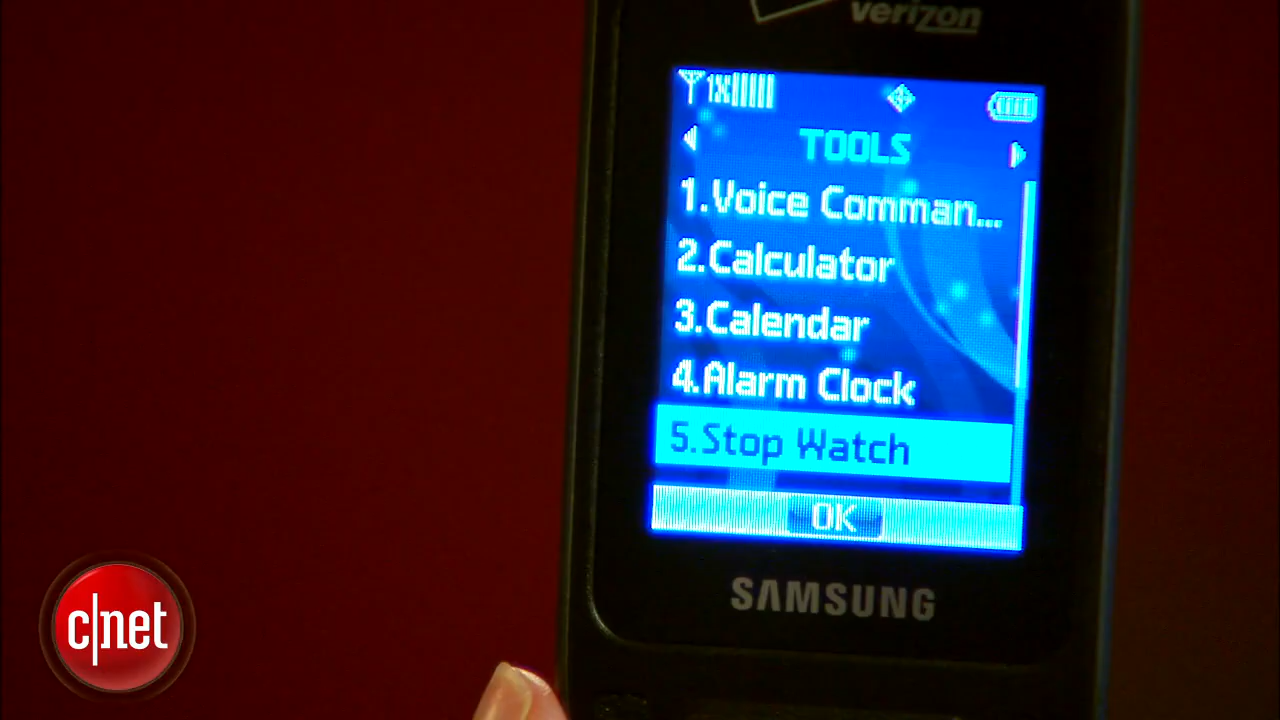 verizon
1X
TOOLS
1.Voice Comman...
2.Calculator
3.Calendar
4.Alarm Clock
5.Stop Watch
OK
SAMSUNG
c|net